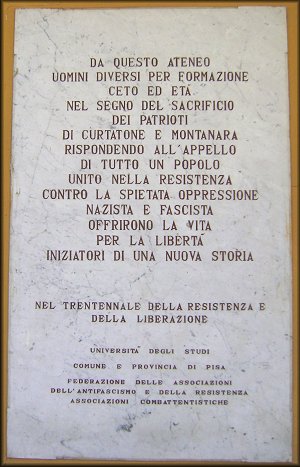 DA QUESTO ATENEO
UOMINI DIVERSI PER FORMAZIONE
CETO ED ETÀ
NEL SEGNO DEL SACRIFICIO
DEI PATRIOTI
DI CURTATONE E MONTANARA
RISPONDENDO ALL'APPELLO
DI TUTTO UN POPOLO
UNITO NELLA RESISTENZA
CONTRO LA SPIETATA OPPRESSIONE
NAZISTA E FASCISTA
OFFRIRONO LA VITA
PER LA LIBERTÀ
INIZIATORI DI UNA NUOVA STORIA
NEL TRENTENNALE DELLA RESISTENZA E
DELLA LIBERAZIONE
UNIVERSITÀ DEGLI STUDI
COMUNE E PROVINCIA DI PISA
FEDERAZIONE DELLE ASSOCIAZIONI
DELL'ANTIFASCISMO E DELLA RESISTENZA
ASSOCIAZIONI COMBATTENTISTICHE